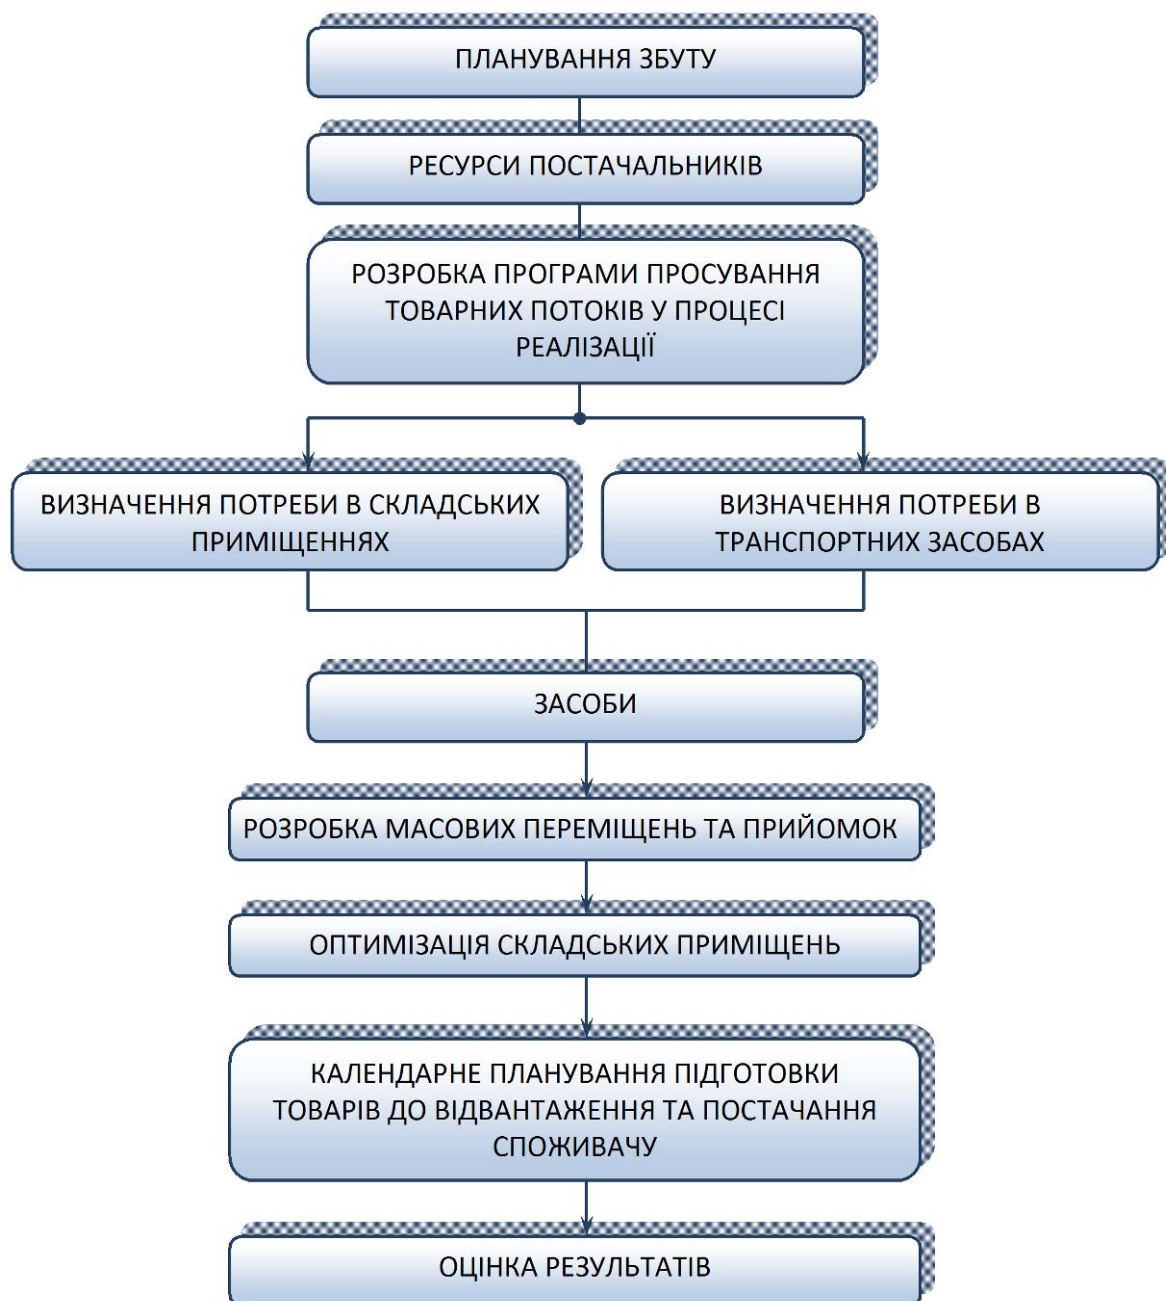 ПЛАНУВАННЯ ЗБУТУ
РЕСУРСИ ПОСТАЧАЛЬНИКІВ
РОЗРОБКА ПРОГРАМИ ПРОСУВАННЯ
ТОВАРНИХ ПОТОКІВ У ПРОЦЕСІ
РЕАЛІЗАЦІЇ
ВИЗНАЧЕННЯ ПОТРЕБИ В СКЛАДСЬКИХ
ПРИМІЩЕННЯХ
ВИЗНАЧЕННЯ ПОТРЕБИ В
ТРАНСПОРТНИХ ЗАСОБАХ
ЗАСОБИ
РОЗРОБКА МАСОВИХ ПЕРЕМІЩЕНЬ ТА ПРИЙОМОК
ОПТИМІЗАЦІЯ СКЛАДСЬКИХ ПРИМІЩЕНЬ
КАЛЕНДАРНЕ ПЛАНУВАННЯ ПІДГОТОВКИ
ТОВАРІВ ДО ВІДВАНТАЖЕННЯ ТА ПОСТАЧАННЯ
СПОЖИВАЧУ
ОЦІНКА РЕЗУЛЬТАТІВ